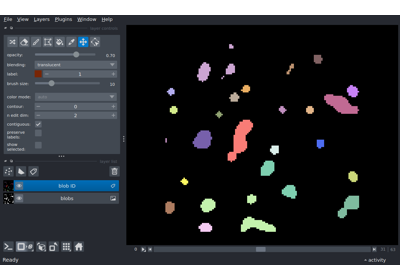 File View Layers Plugins Window Help
opacity: 0.70
blending: translucent
label: 1
brush size: 10
color mode:
contour: 0
n edit dim: 2
contiguous:
preserve labels:
show selected:
blob ID
blobs
Ready
activity